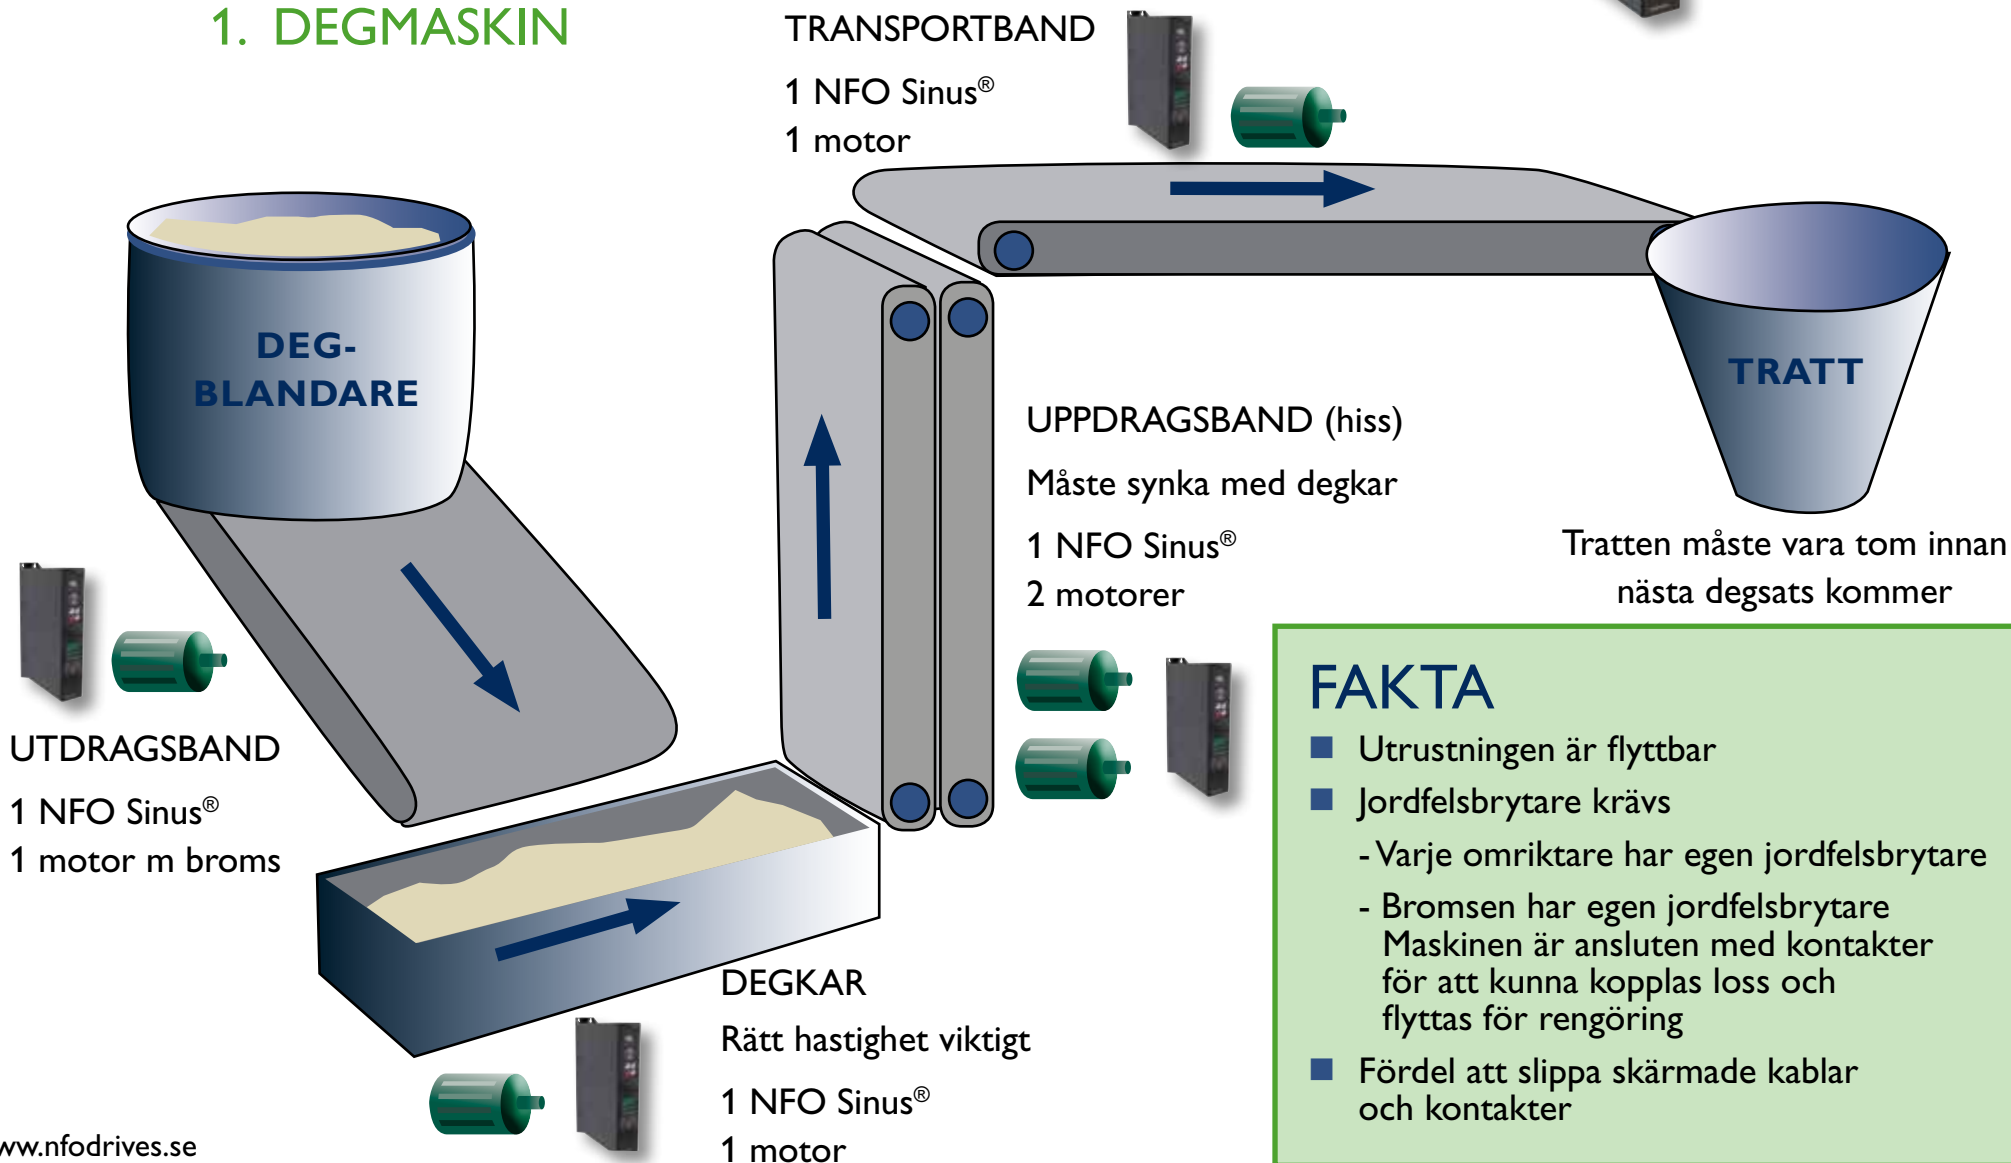 1. DEGMASKIN
TRANSPORTBAND
1 NFO Sinus®
1 motor
DEG-
BLANDARE
TRATT
UPPDRAGSBAND (hiss)
Måste synka med degkar
1 NFO Sinus®
2 motorer
Tratten måste vara tom innan
nästa degsats kommer
UTDRAGSBAND
1 NFO Sinus®
1 motor m broms
DEGKAR
Rätt hastighet viktigt
1 NFO Sinus®
1 motor
FAKTA
Utrustningen är flyttbar
Jordfelsbrytare krävs
- Varje omriktare har egen jordfelsbrytare
- Bromsen har egen jordfelsbrytare
Maskinen är ansluten med kontakter
för att kunna kopplas loss och
flyttas för rengöring
Fördel att slippa skärmade kablar
och kontakter
ww.nfodrives.se